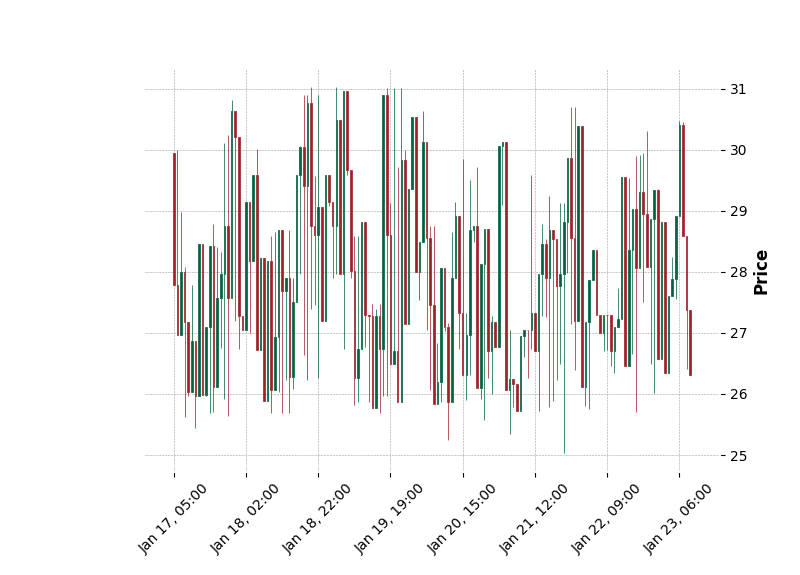 31
30
29
28
27
26
25
Price
Jan 17, 05:00
Jan 18, 02:00
Jan 18, 22:00
Jan 19, 19:00
Jan 20, 15:00
Jan 21, 12:00
Jan 22, 09:00
Jan 23, 06:00